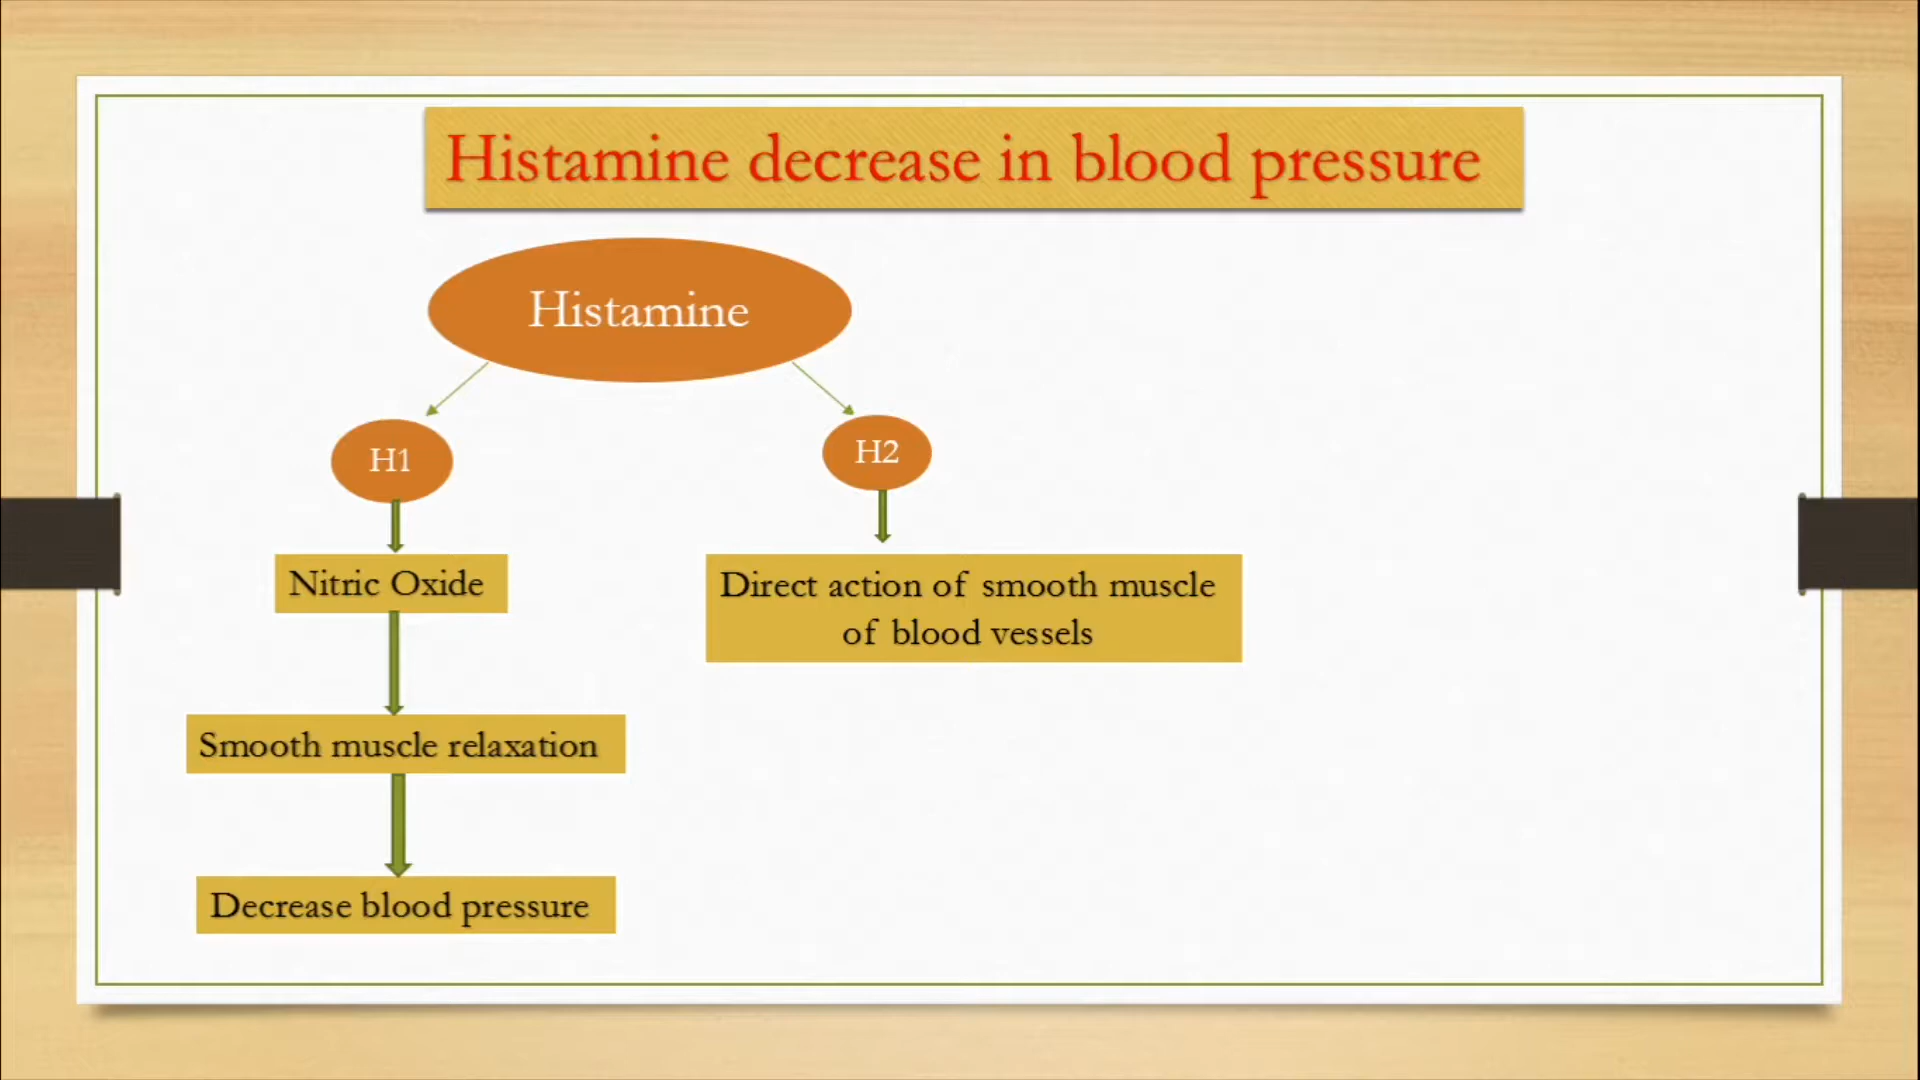 Histamine decrease in blood pressure
Histamine
H1
H2
Nitric Oxide
Direct action of smooth muscle
of blood vessels
Smooth muscle relaxation
Decrease blood pressure